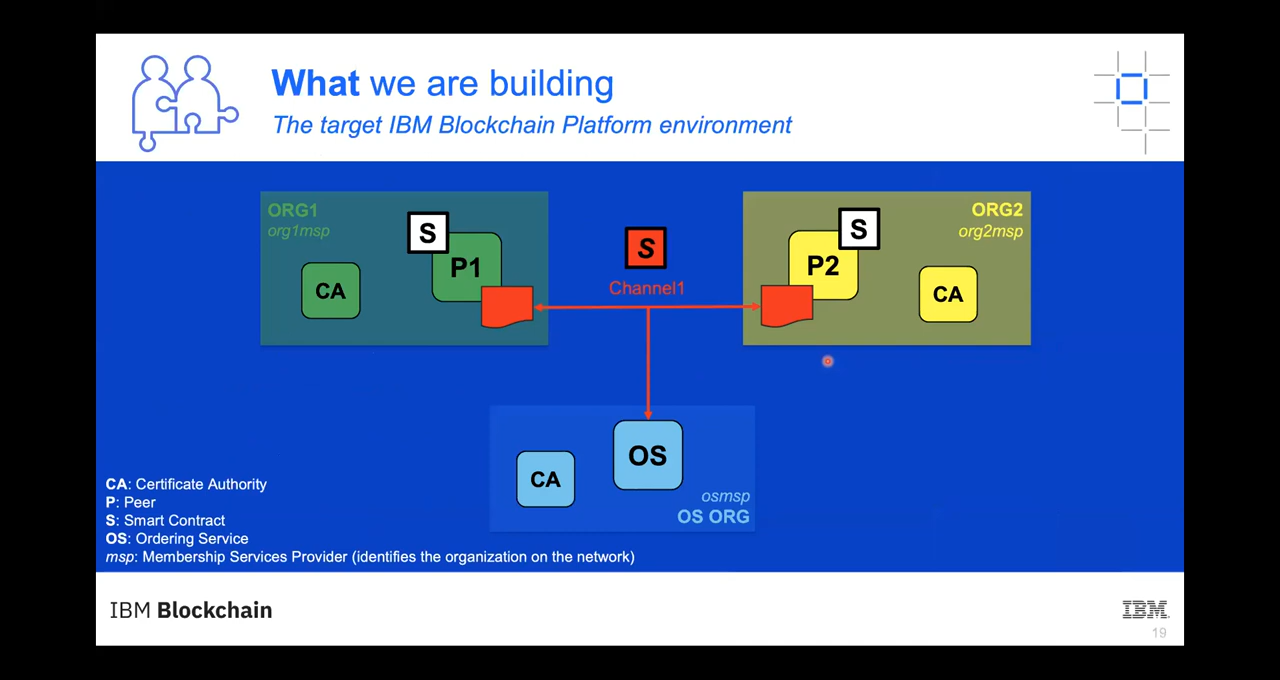 What we are building
The target IBM Blockchain Platform environment
ORG1
org1msp
CA
S
P1
S
Channel1
S
P2
ORG2
org2msp
CA
CA
OS
osmsp
OS ORG
CA: Certificate Authority
P: Peer
S: Smart Contract
OS: Ordering Service
msp: Membership Services Provider (identifies the organization on the network)
IBM Blockchain
IBM
19